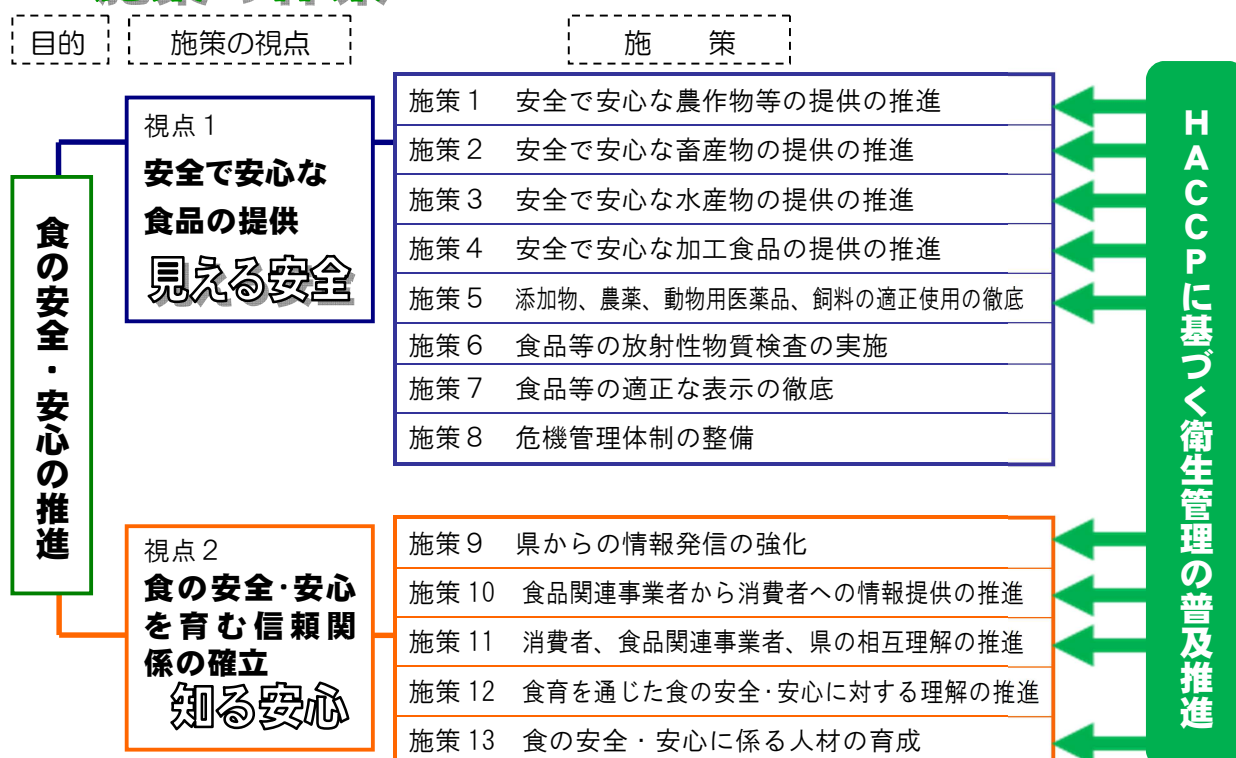 目的
施策の視点
施 策
食の安全・安心の推進
視点１
安全で安心な
食品の提供
見える安全
施策１ 安全で安心な農作物等の提供の推進
施策２ 安全で安心な畜産物の提供の推進
施策３ 安全で安心な水産物の提供の推進
施策４ 安全で安心な加工食品の提供の推進
施策５ 添加物、農薬、動物用医薬品、飼料の適正使用の徹底
施策６ 食品等の放射性物質検査の実施
施策７ 食品等の適正な表示の徹底
施策８ 危機管理体制の整備
視点２
食の安全･安心
を育む信頼関
係の確立
知る安心
施策９ 県からの情報発信の強化
施策10 食品関連事業者から消費者への情報提供の推進
施策11 消費者、食品関連事業者、県の相互理解の推進
施策12 食育を通じた食の安全･安心に対する理解の推進
施策13 食の安全・安心に係る人材の育成
ＨＡＣＣＰに基づく衛生管理の普及推進